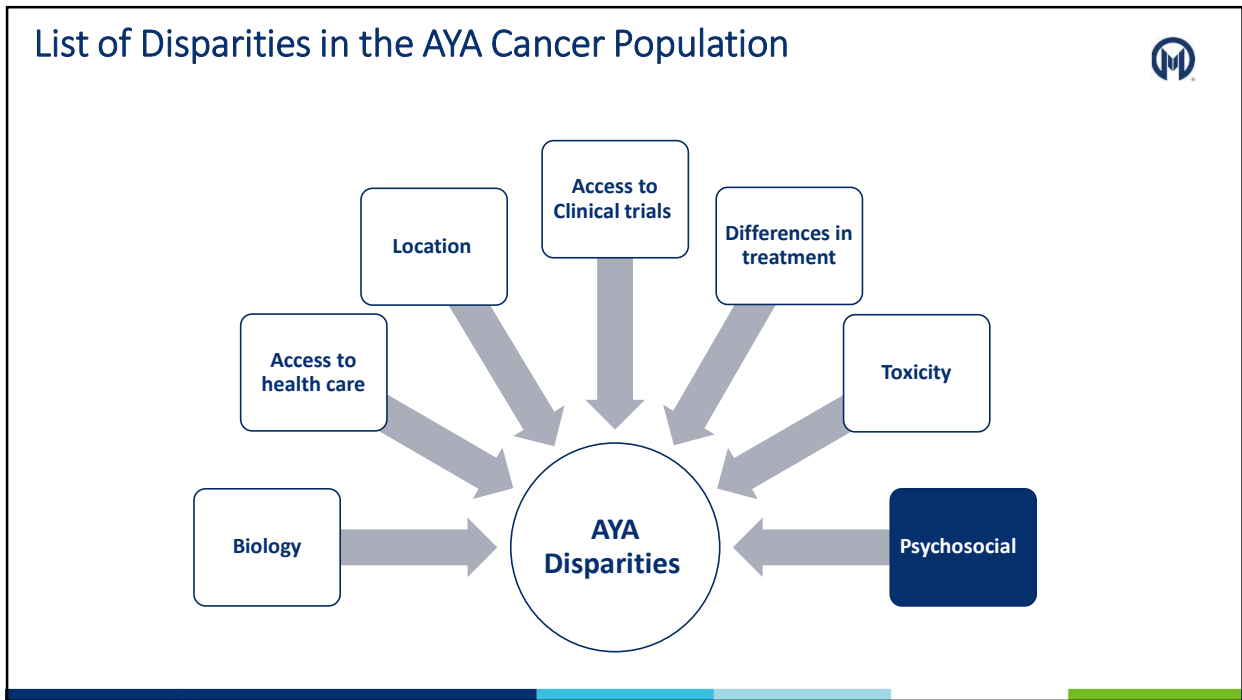 List of Disparities in the AYA Cancer Population
Access to
Clinical trials
Location
Differences in
treatment
Access to
health care
Toxicity
Biology
AYA
Disparities
Psychosocial